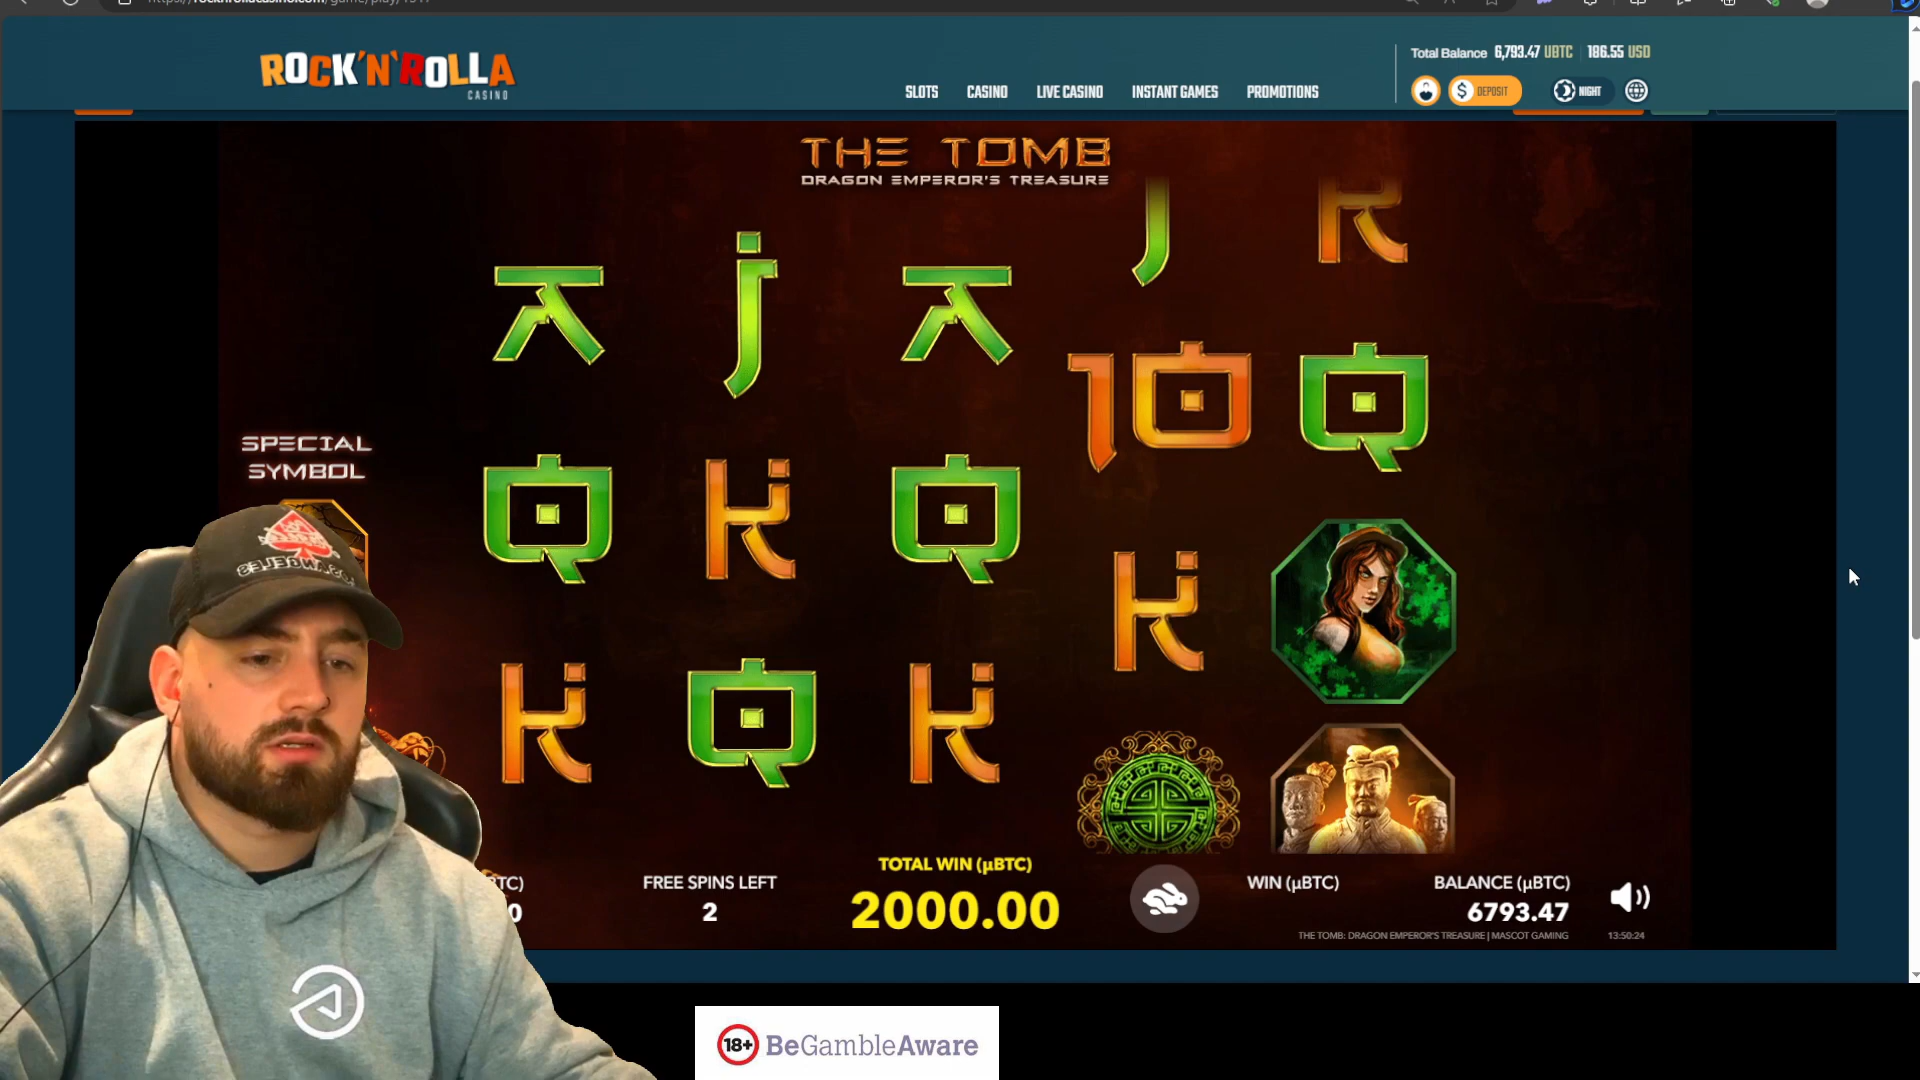 ROCK'N'ROLLA
CASINO
SLOTS CASINO LIVE CASINO INSTANT GAMES PROMOTIONS
Total Balance 6,793.47 UBTC 186.55 USD
$ DEPOSIT
NIGHT
THE TOMB
DRAGON EMPEROR'S TREASURE
J K
A J A
10 Q
SPECIAL
SYMBOL
Q K Q
K
K Q K
FREE SPINS LEFT
2
TOTAL WIN (µBTC)
2000.00
WIN (µBTC)
BALANCE (µBTC)
6793.47
THE TOMB: DRAGON EMPEROR'S TREASURE | MASCOT GAMING 13:50:24
18+ BeGambleAware